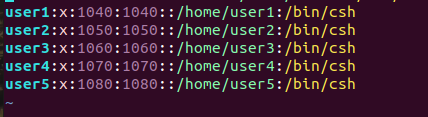 user1:x:1040:1040::/home/user1:/bin/csh
user2:x:1050:1050::/home/user2:/bin/csh
user3:x:1060:1060::/home/user3:/bin/csh
user4:x:1070:1070::/home/user4:/bin/csh
user5:x:1080:1080::/home/user5:/bin/csh
~